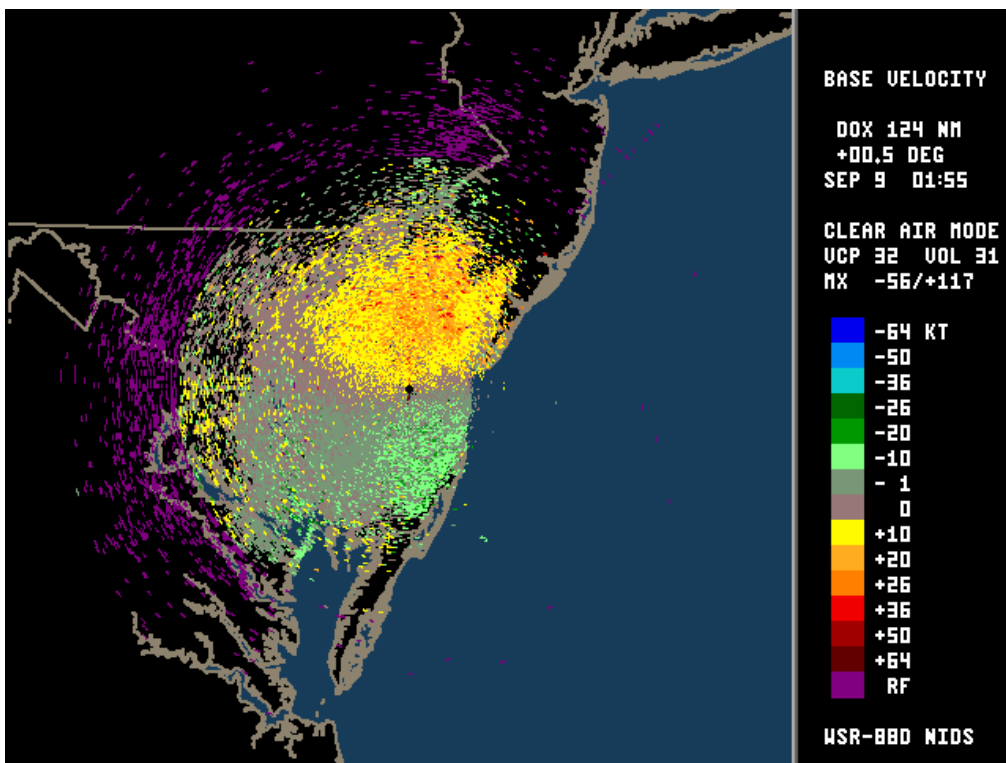 BASE VELOCITY
DOX 124 NM
+00.5 DEG
SEP 9 01:55
CLEAR AIR MODE
VCP 32 VOL 31
MX -56/+117
-64 KT
-50
-36
-26
-20
-10
- 1
0
+10
+20
+26
+36
+50
+64
RF
WSR-88D NIDS